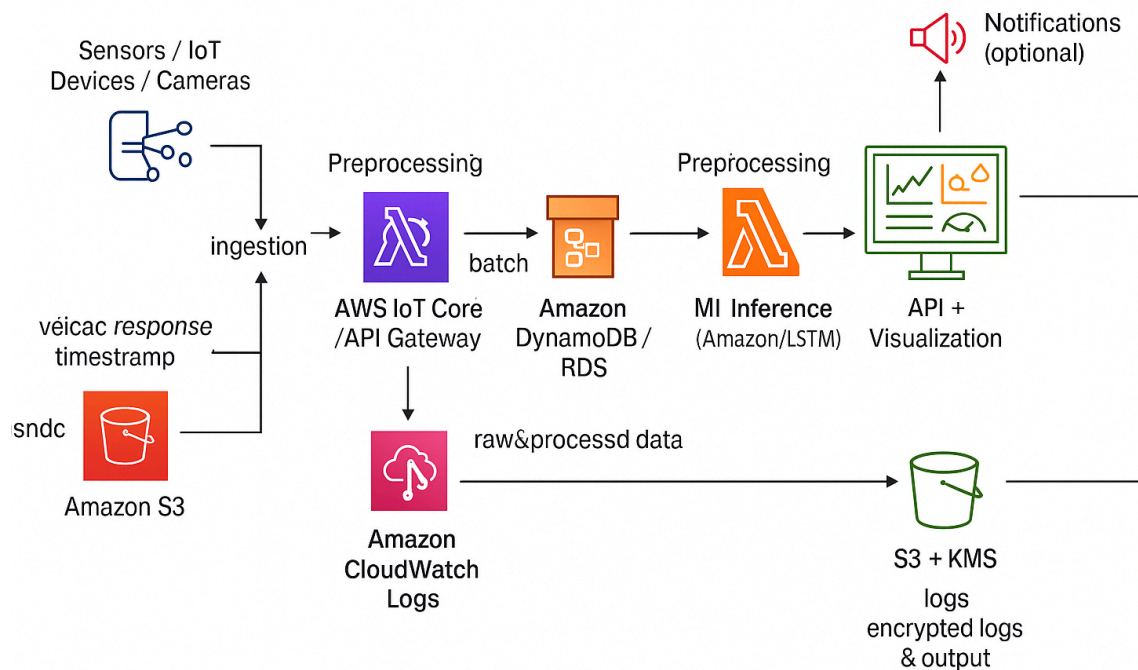 Sensors / IoT
Devices / Cameras
Notifications
(optional)
Preprocessing
Preprocessing
ingestion
batch
AWS IoT Core
/API Gateway
Amazon
DynamoDB /
RDS
MI Inference
(Amazon/LSTM)
API +
Visualization
véicac response
timestramp
sndc
Amazon S3
raw&processd data
Amazon
CloudWatch
Logs
S3 + KMS
logs
encrypted logs
& output